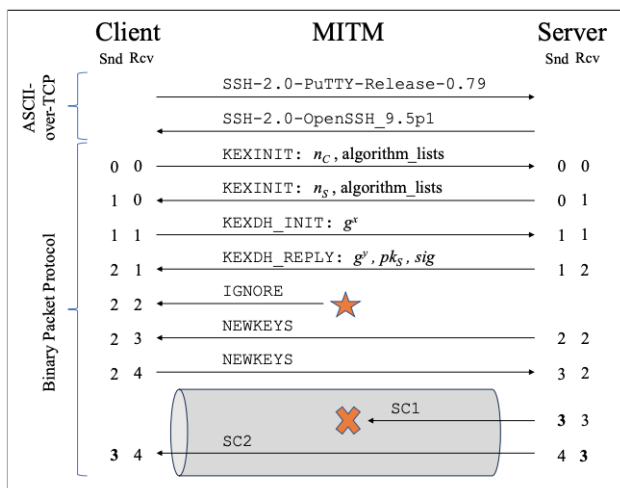 Client MITM Server
Snd Rcv Snd Rcv
ASCII-
over-TCP
SSH-2.0-PuTTY-Release-0.79
SSH-2.0-OpenSSH_9.5p1
Binary Packet Protocol
KEXINIT: n_C, algorithm_lists
0 0 0 0
KEXINIT: n_S, algorithm_lists
1 0 0 1
KEXDH_INIT: g^x
1 1 1 1
KEXDH_REPLY: g^y, pk_S, sig
2 1 1 2
IGNORE
2 2
NEWKEYS
2 3 2 2
NEWKEYS
2 4 3 2
SC1
3 3
SC2
3 4 4 3